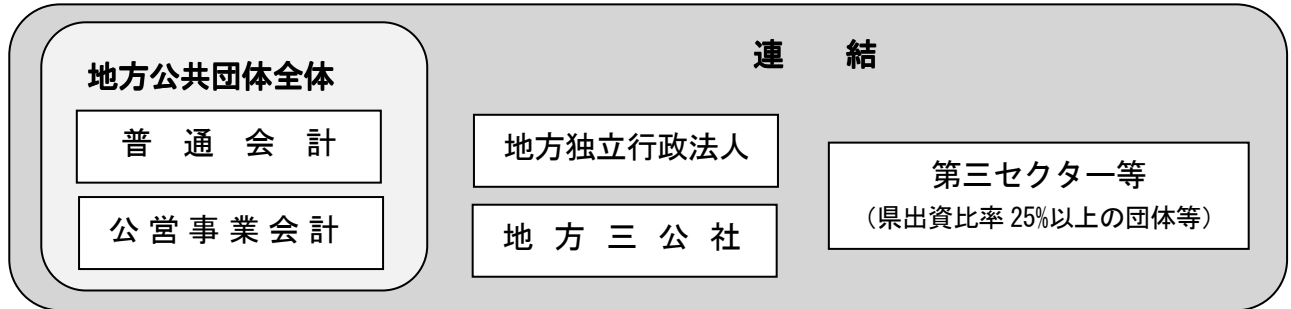 連結
地方公共団体全体
普通会計
公営事業会計
地方独立行政法人
地方三公社
第三セクター等
（県出資比率 25%以上の団体等）